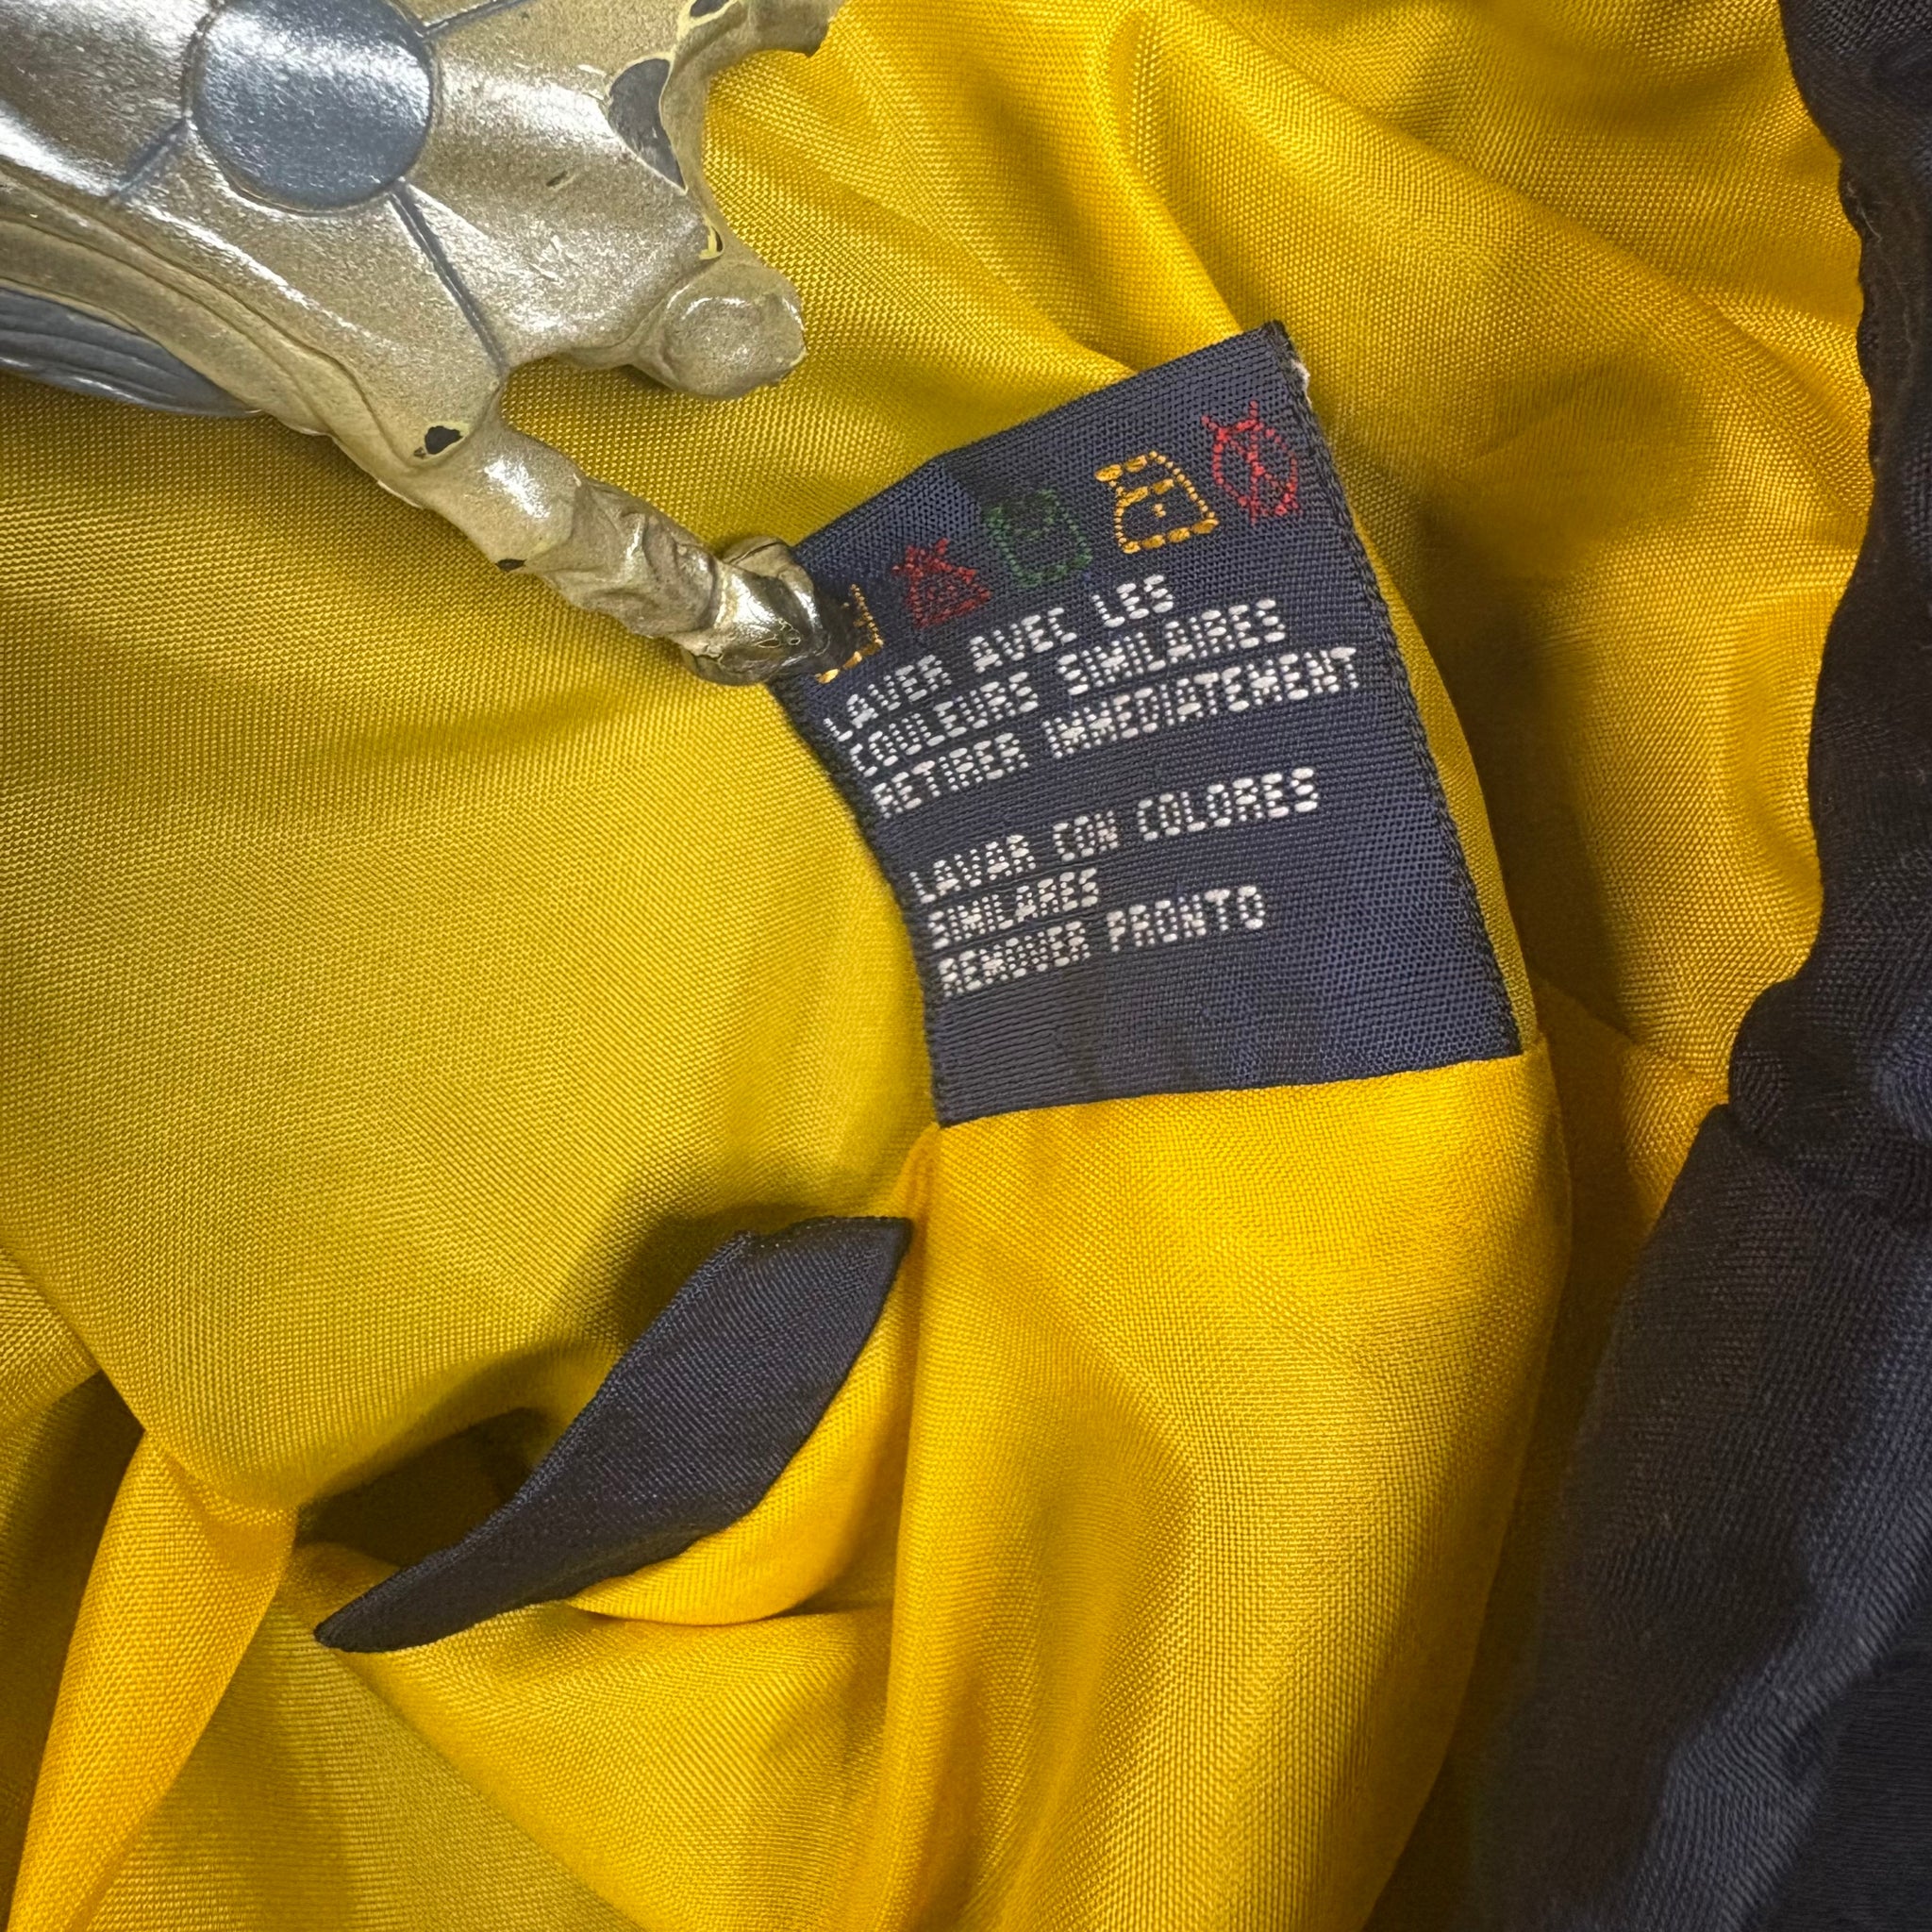 LAVER AVEC LES
COULEURS SIMILAIRES
RETIRER IMMEDIATEMENT
LAVAR CON COLORES
SIMILARES
REMOVER PRONTO